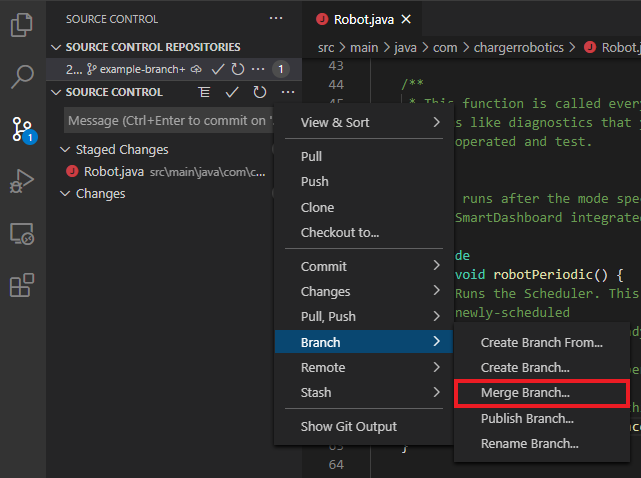 SOURCE CONTROL
SOURCE CONTROL REPOSITORIES
2... example-branch+ 1
SOURCE CONTROL
Message (Ctrl+Enter to commit on '
Staged Changes
Robot.java src\main\java\com\c...
Changes
1
View & Sort
Pull
Push
Clone
Checkout to...
Commit
Changes
Pull, Push
Branch
Remote
Stash
Show Git Output
Create Branch From...
Create Branch...
Merge Branch...
Publish Branch...
Rename Branch...
J Robot.java
src > main > java > com > chargerrobotics > J Robot.j
43
44 /**
45 * This function is called every
s like diagnostics that y
operated and test.
runs after the mode spec
SmartDashboard integrate
de
void robotPeriodic() {
Runs the Scheduler. This
newly-scheduled
63 }
64